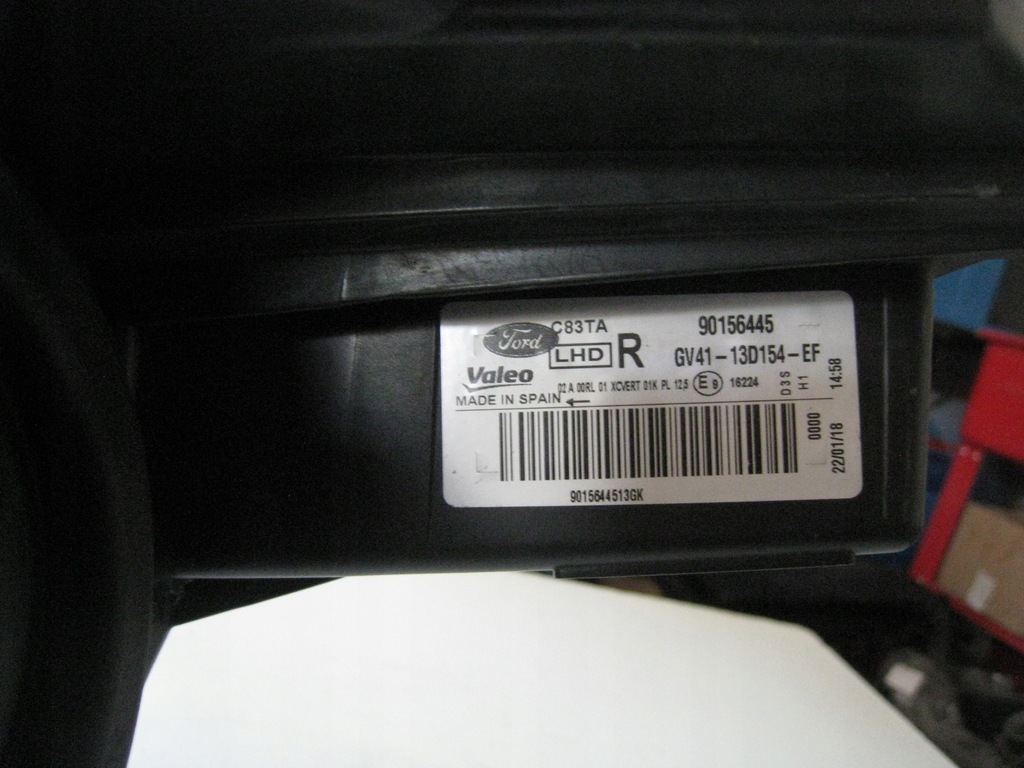 Ford C83TA 90156445
LHD R GV41-13D154-EF
Valeo 02 A 00RL 01 XCVERT 01K PL 12,5 E9 16224
D3S
H1
MADE IN SPAIN ←
0000
22/01/18 14:58
9015644513GK